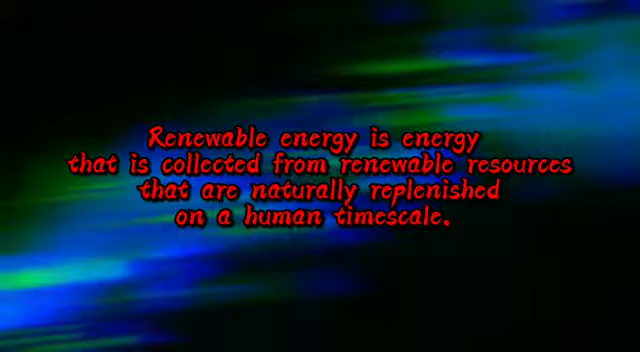 Renewable energy is energy
that is collected from renewable resources
that are naturally replenished
on a human timescale.